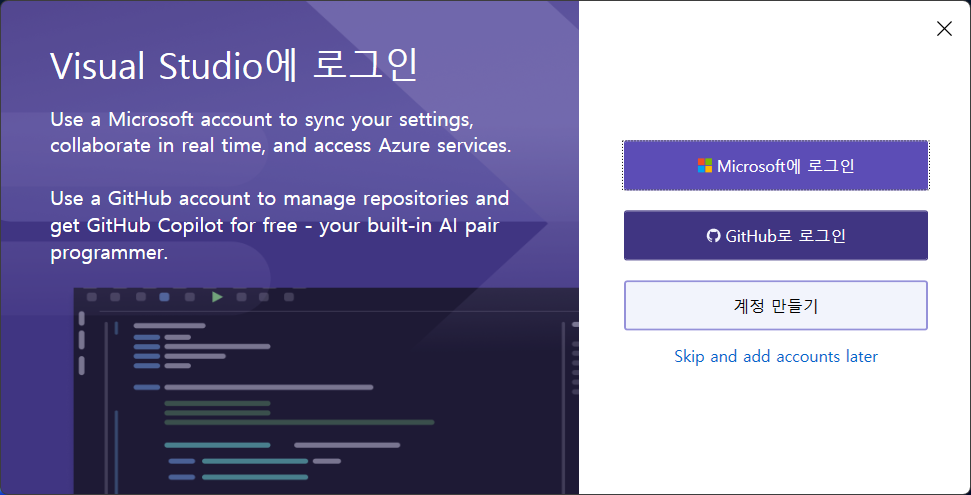 Visual Studio에 로그인
Use a Microsoft account to sync your settings,
collaborate in real time, and access Azure services.
Use a GitHub account to manage repositories and
get GitHub Copilot for free - your built-in AI pair
programmer.
Microsoft에 로그인
GitHub로 로그인
계정 만들기
Skip and add accounts later